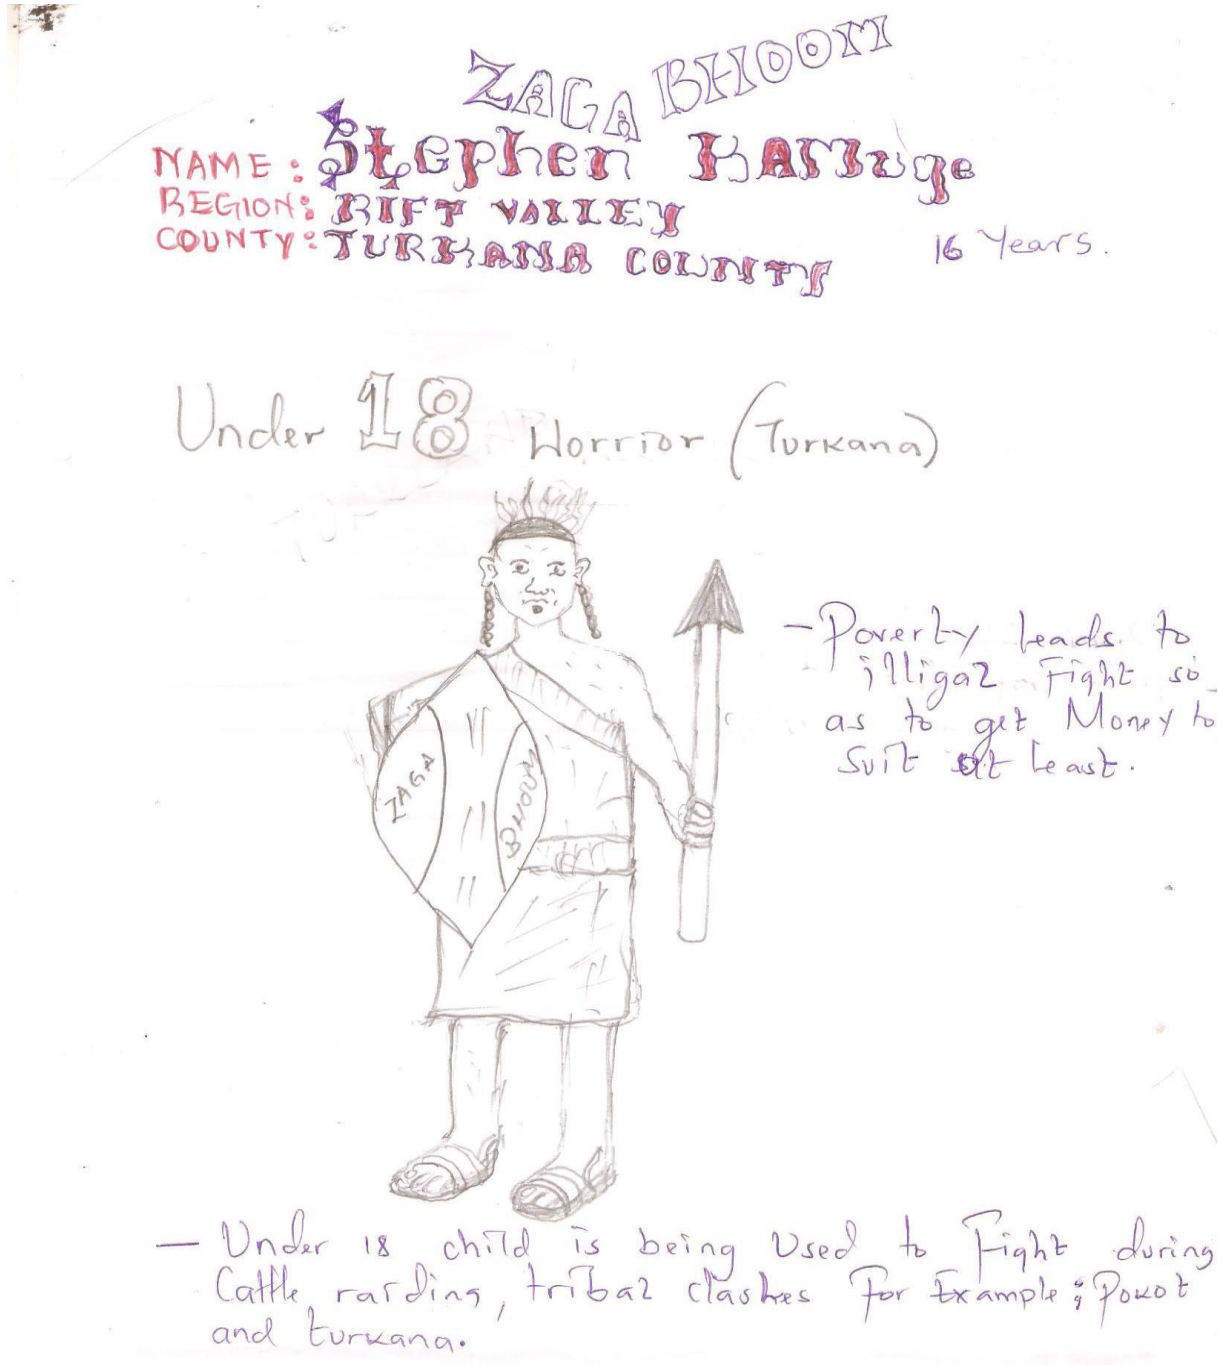 ZAGA BHOOM
NAME: Stephen KAMuge
REGION: RIFT VALLEY
COUNTY: TURKANA COUNTY
16 Years.
Under 18 Worrior (Turkana)
- Poverty leads to
illigal Fight so
as to get Money to
suit at least.
ZAGA
BHOOM
- Under 18 child is being Used to Fight during
Cattle rarding, tribal clashes For Example; Pokot
and turkana.